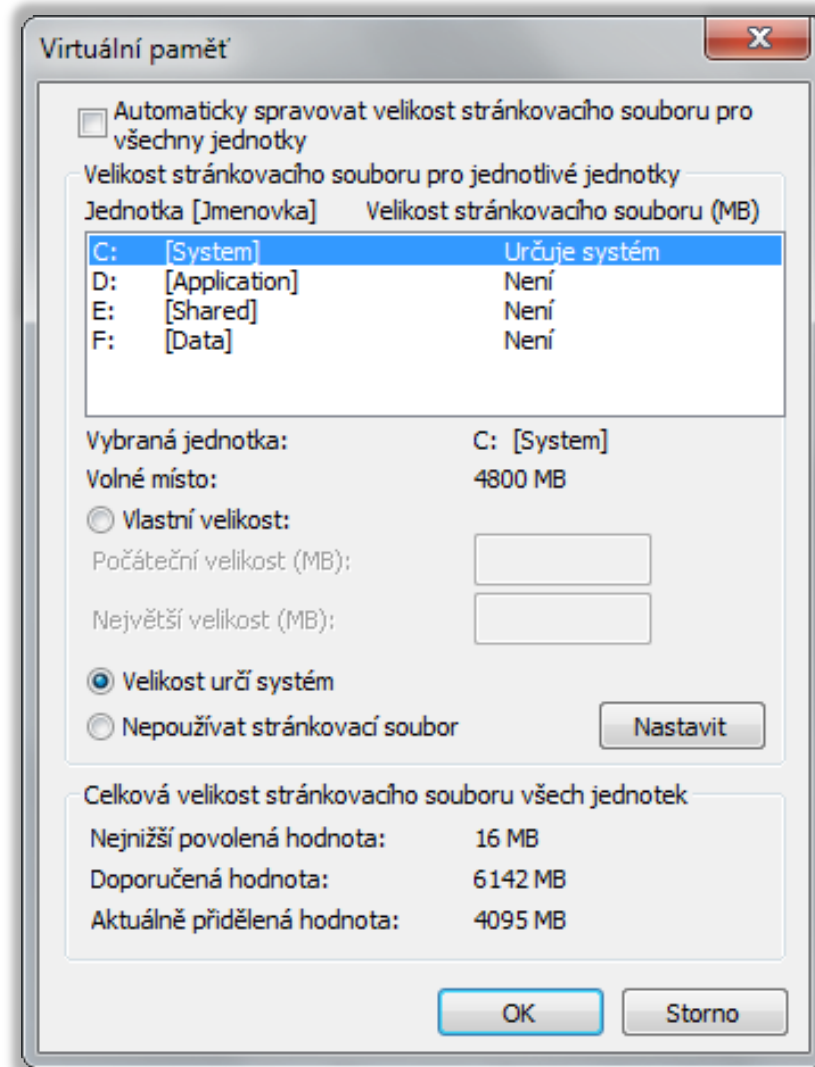 Virtuální paměť
Automaticky spravovat velikost stránkovacího souboru pro
všechny jednotky
Velikost stránkovacího souboru pro jednotlivé jednotky
Jednotka [Jmenovka] Velikost stránkovacího souboru (MB)
C: [System] Určuje systém
D: [Application] Není
E: [Shared] Není
F: [Data] Není
Vybraná jednotka: C: [System]
Volné místo: 4800 MB
Vlastní velikost:
Počáteční velikost (MB):
Největší velikost (MB):
Velikost určí systém
Nepoužívat stránkovací soubor Nastavit
Celková velikost stránkovacího souboru všech jednotek
Nejnižší povolená hodnota: 16 MB
Doporučená hodnota: 6142 MB
Aktuálně přidělená hodnota: 4095 MB
OK Storno